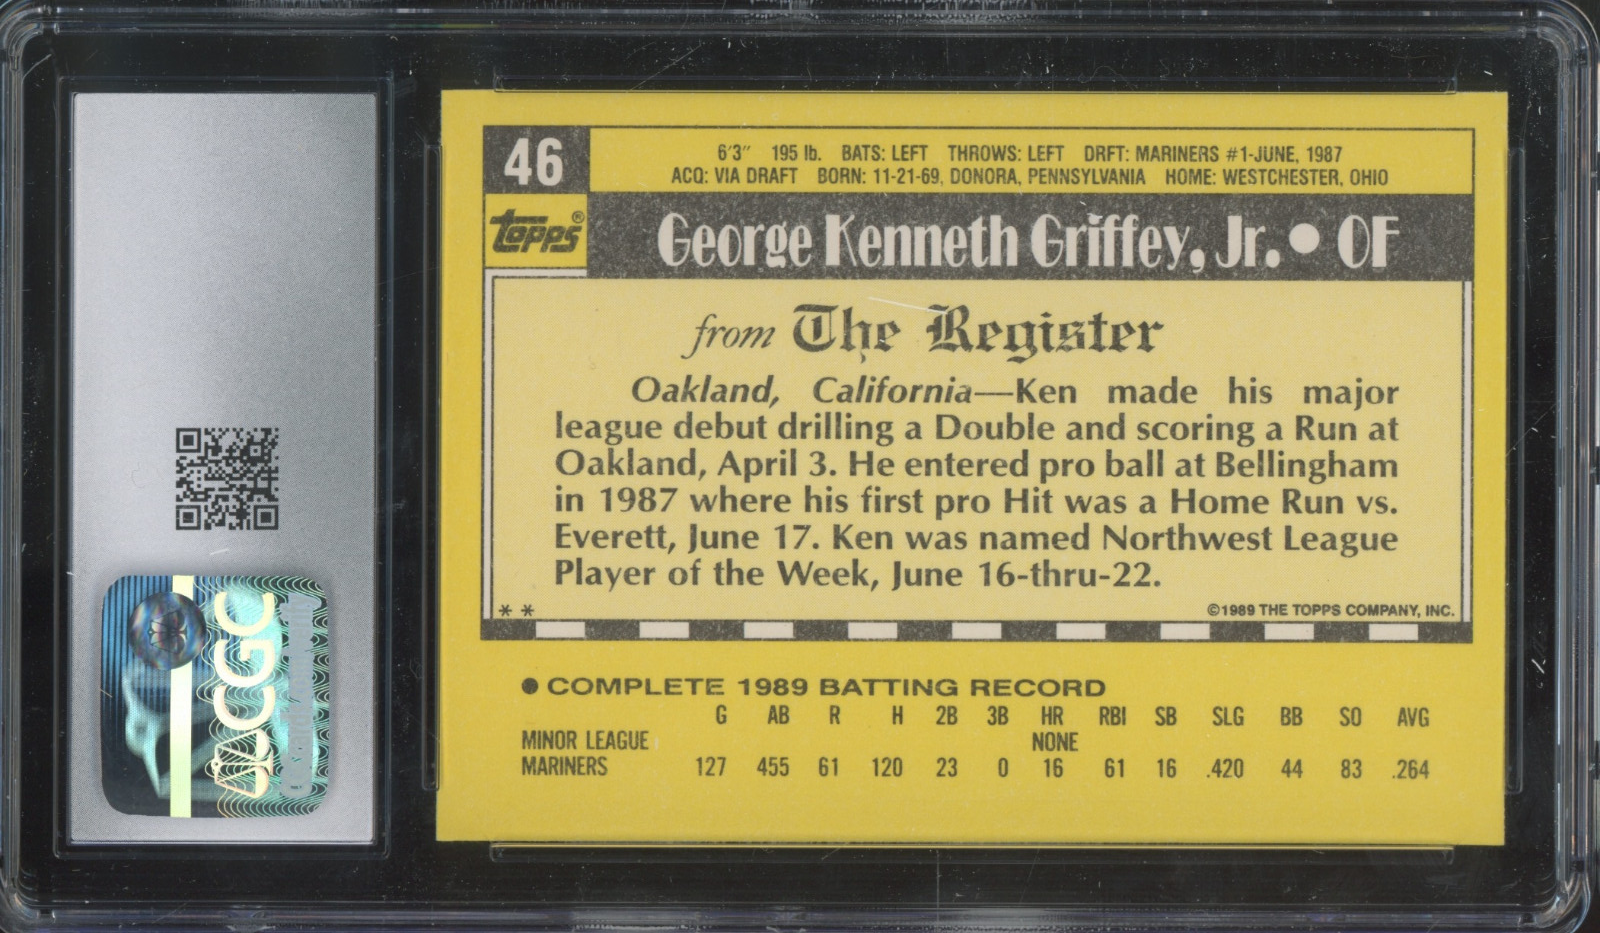 46
6'3" 195 lb. BATS: LEFT THROWS: LEFT DRFT: MARINERS #1-JUNE, 1987
ACQ: VIA DRAFT BORN: 11-21-69, DONORA, PENNSYLVANIA HOME: WESTCHESTER, OHIO
topps®
George Kenneth Griffey, Jr. ● OF
from The Register
Oakland, California—Ken made his major
league debut drilling a Double and scoring a Run at
Oakland, April 3. He entered pro ball at Bellingham
in 1987 where his first pro Hit was a Home Run vs.
Everett, June 17. Ken was named Northwest League
Player of the Week, June 16-thru-22.
* * ©1989 THE TOPPS COMPANY, INC.
● COMPLETE 1989 BATTING RECORD
G AB R H 2B 3B HR RBI SB SLG BB SO AVG
MINOR LEAGUE NONE
MARINERS 127 455 61 120 23 0 16 61 16 .420 44 83 .264
CGC